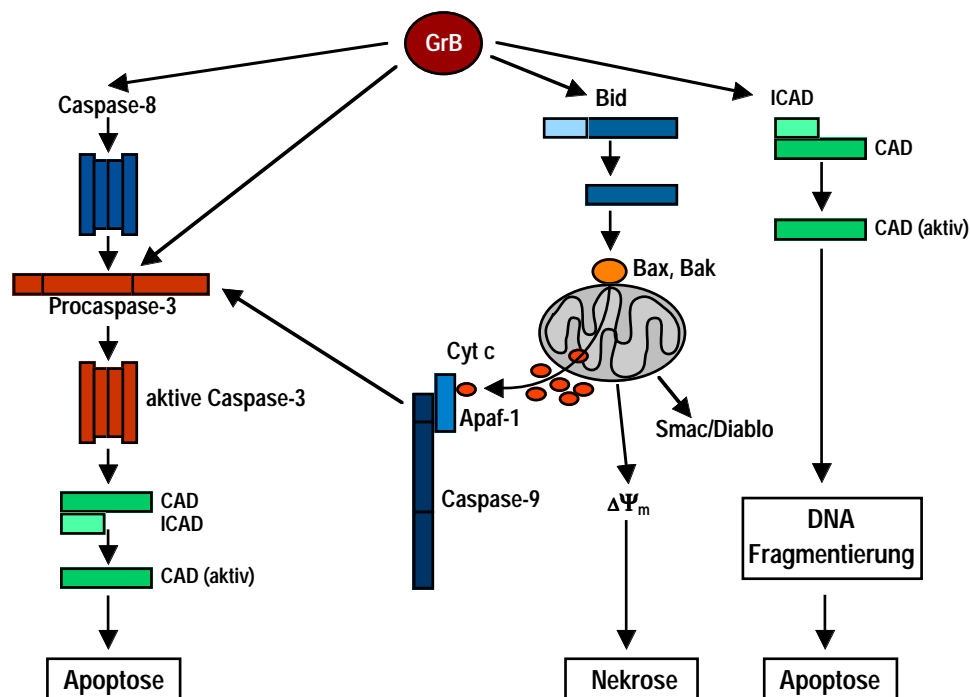 GrB
Caspase-8
Bid
ICAD
CAD
CAD (aktiv)
Bax, Bak
Procaspase-3
Cyt c
aktive Caspase-3
Apaf-1
Smac/Diablo
CAD
ICAD
Caspase-9
ΔΨm
DNA
Fragmentierung
CAD (aktiv)
Apoptose
Nekrose
Apoptose